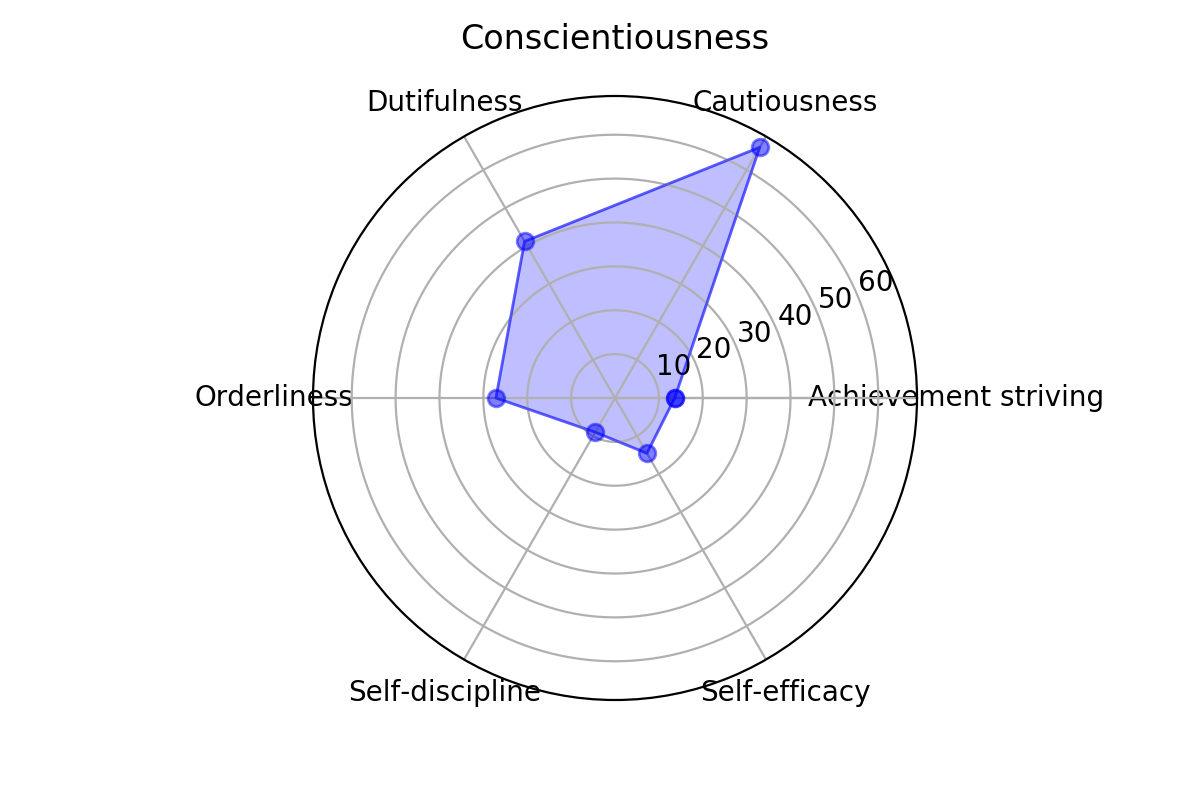 Conscientiousness
Dutifulness
Cautiousness
60
50
40
30
20
10
Orderliness
Achievement striving
Self-discipline
Self-efficacy